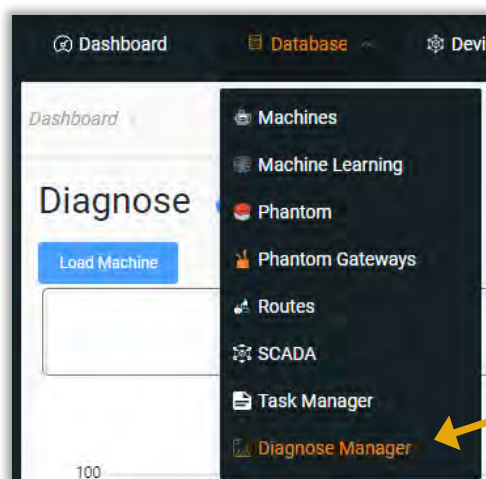 Dashboard
Database
Devi
Dashboard
Machines
Machine Learning
Diagnose
Phantom
Load Machine
Phantom Gateways
Routes
SCADA
Task Manager
Diagnose Manager
100